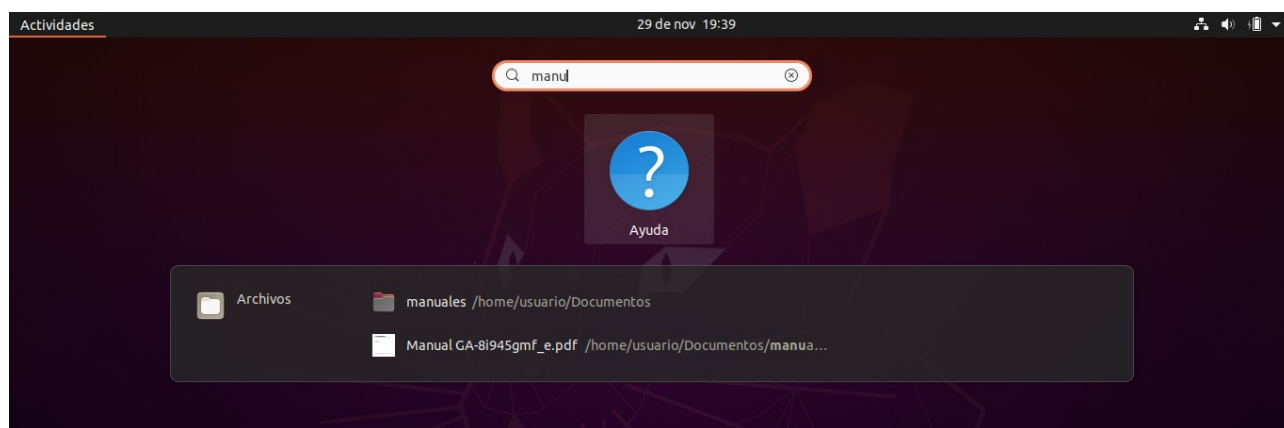 Actividades 29 de nov 19:39
manul
Ayuda
Archivos manuales /home/usuario/Documentos
Manual GA-8i945gmf_e.pdf /home/usuario/Documentos/manua...